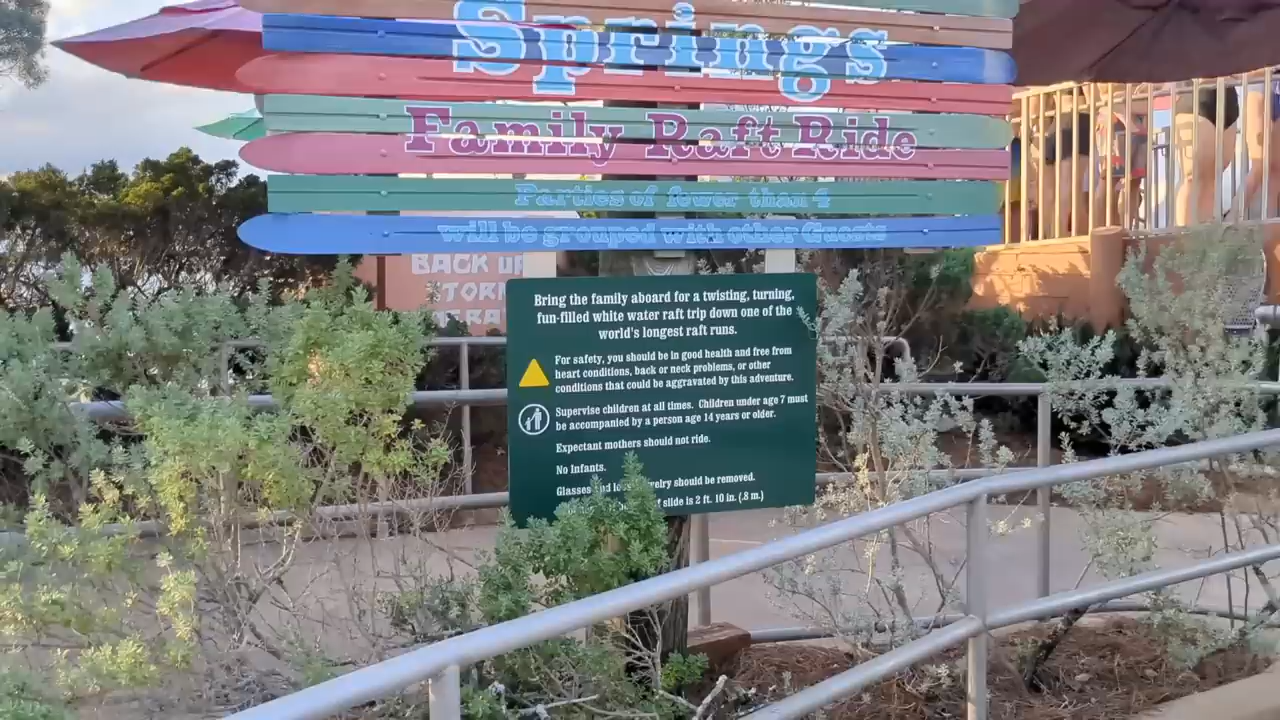 Springs
Family Raft Ride
Parties of fewer than 4
will be grouped with other Guests
BACK UP
Bring the family aboard for a twisting, turning,
fun-filled white water raft trip down one of the
world's longest raft runs.
For safety, you should be in good health and free from
heart conditions, back or neck problems, or other
conditions that could be aggravated by this adventure.
Supervise children at all times. Children under age 7 must
be accompanied by a person age 14 years or older.
Expectant mothers should not ride.
No Infants.
Glasses should be removed.
slide is 2 ft. 10 in. (.8 m.)